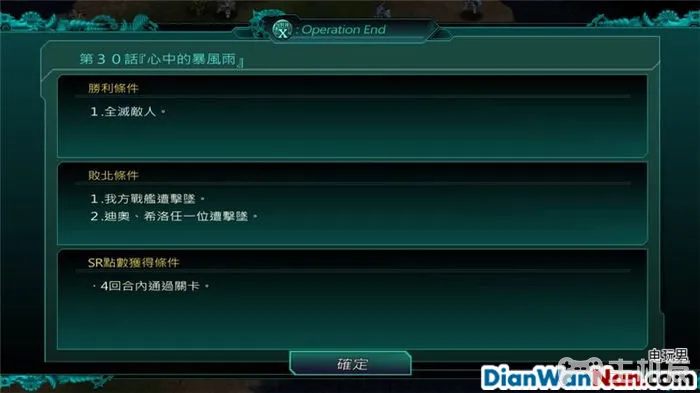 : Operation End
第３０話『心中的暴風雨』
勝利條件
１.全滅敵人。
敗北條件
１.我方戰艦遭擊墜。
２.迪奧、希洛任一位遭擊墜。
SR點數獲得條件
・4回合內通過關卡。
確定
电玩男
DianWanNan.com